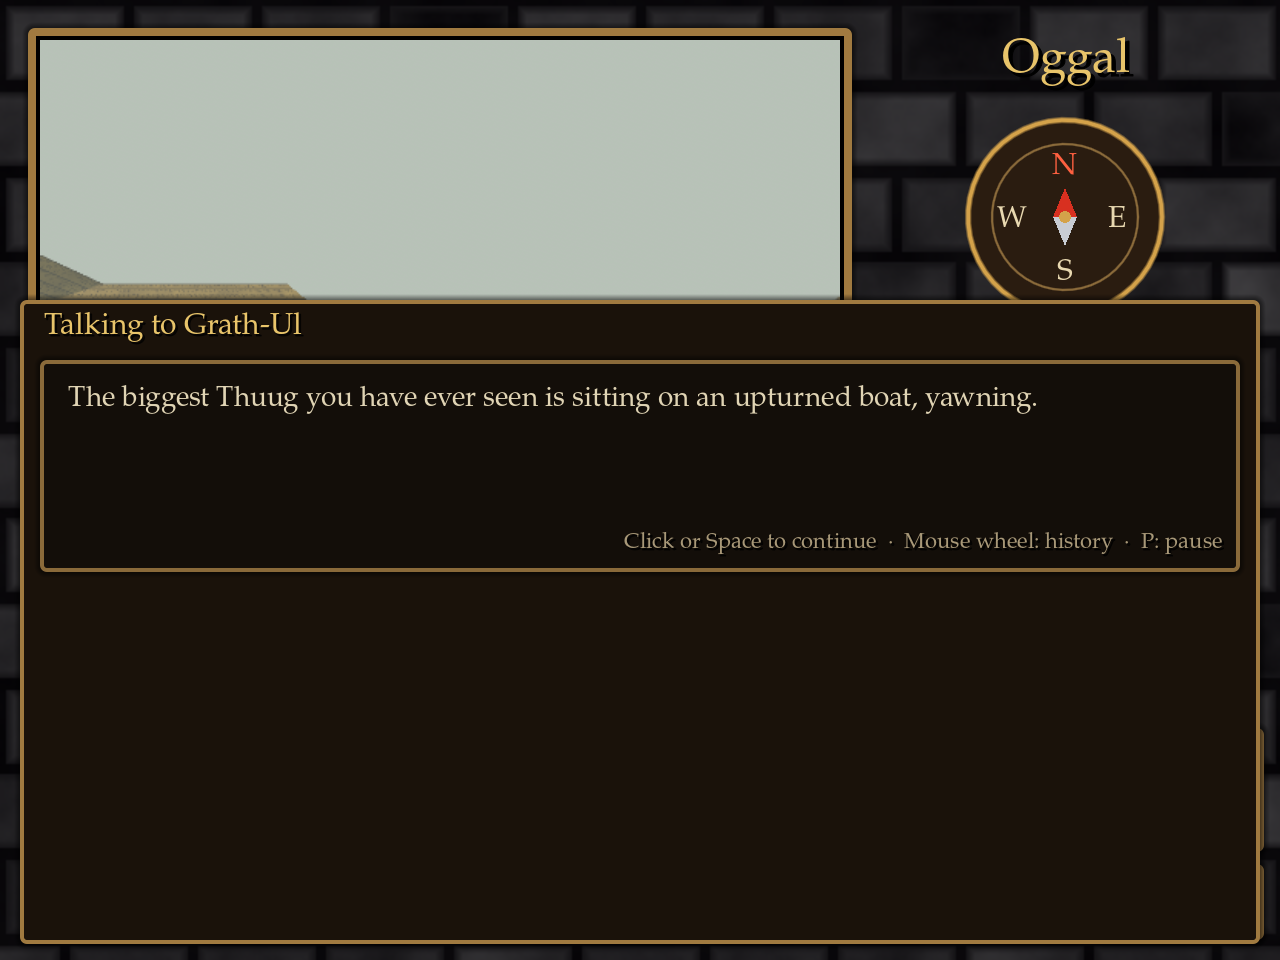 Oggal
N
W E
S
Talking to Grath-Ul
The biggest Thuug you have ever seen is sitting on an upturned boat, yawning.
Click or Space to continue · Mouse wheel: history · P: pause